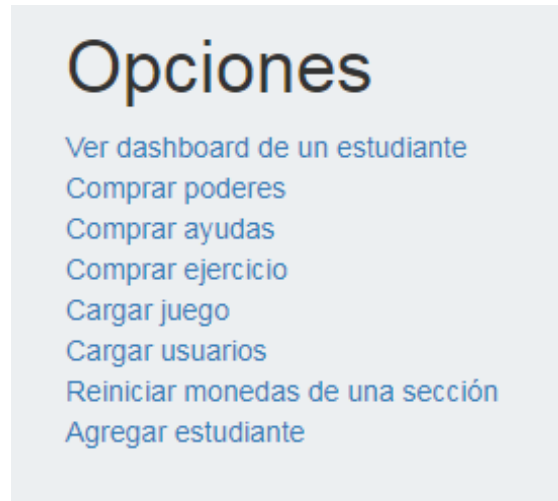 Opciones
Ver dashboard de un estudiante
Comprar poderes
Comprar ayudas
Comprar ejercicio
Cargar juego
Cargar usuarios
Reiniciar monedas de una sección
Agregar estudiante